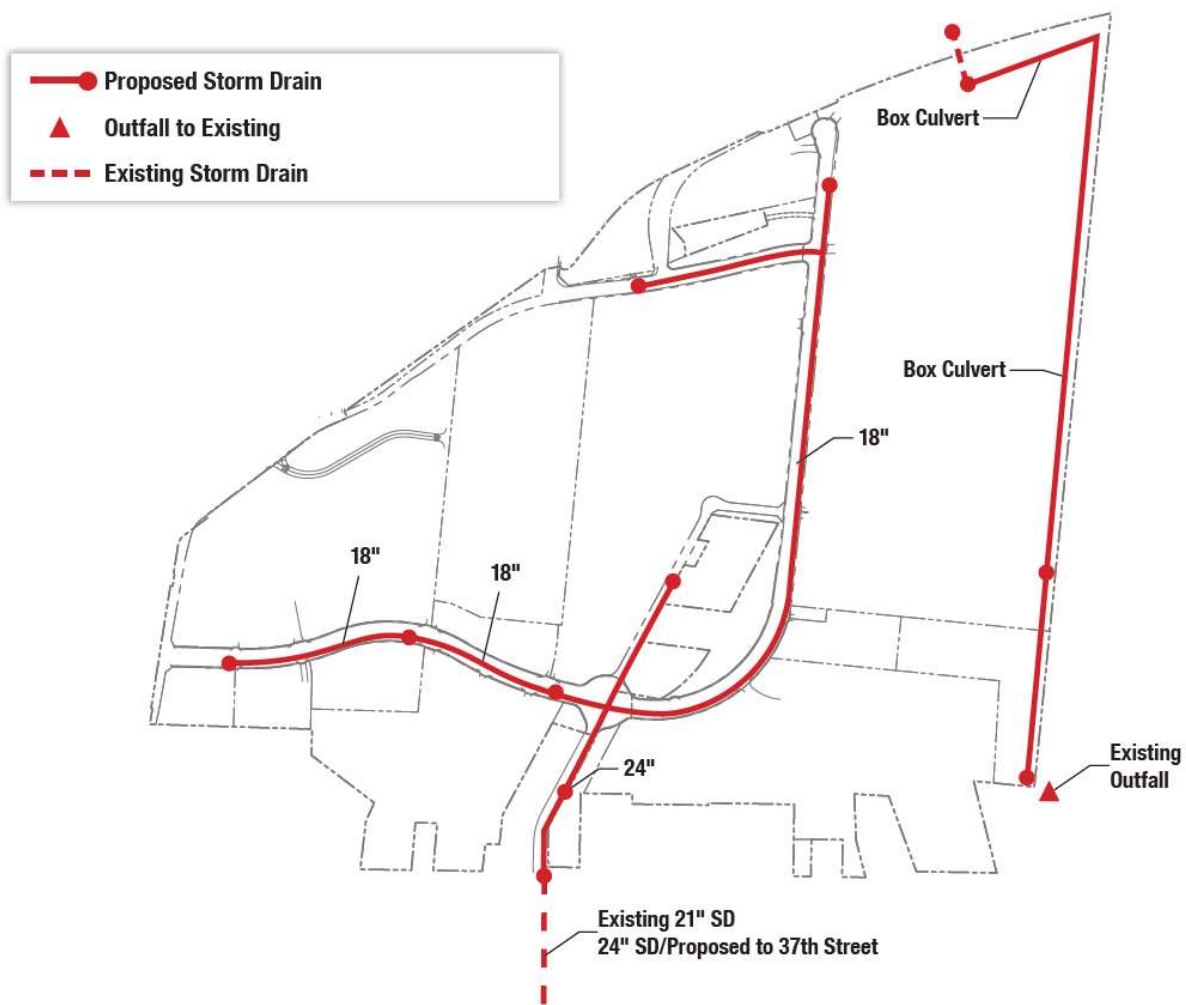 Proposed Storm Drain
Outfall to Existing
Existing Storm Drain
Box Culvert
Box Culvert
18"
18"
18"
24"
Existing
Outfall
Existing 21" SD
24" SD/Proposed to 37th Street